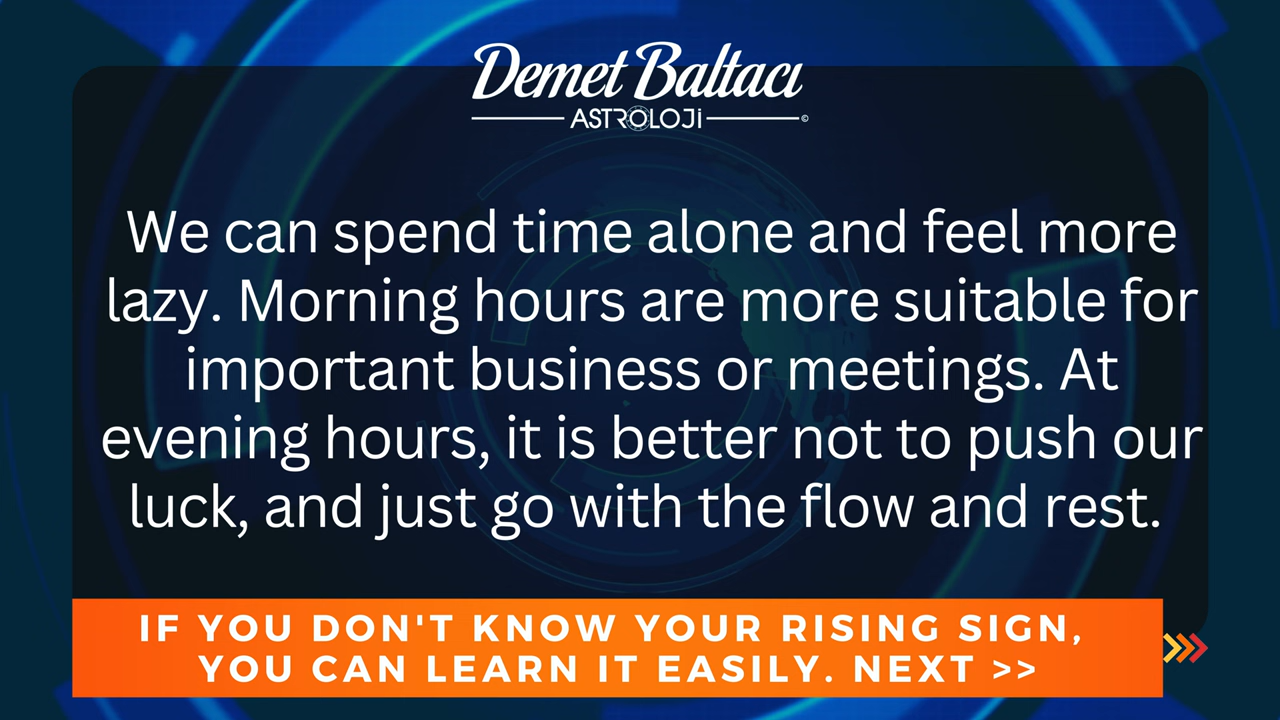 Demet Baltacı
ASTROLOJi
©
We can spend time alone and feel more
lazy. Morning hours are more suitable for
important business or meetings. At
evening hours, it is better not to push our
luck, and just go with the flow and rest.
IF YOU DON'T KNOW YOUR RISING SIGN,
YOU CAN LEARN IT EASILY. NEXT >>